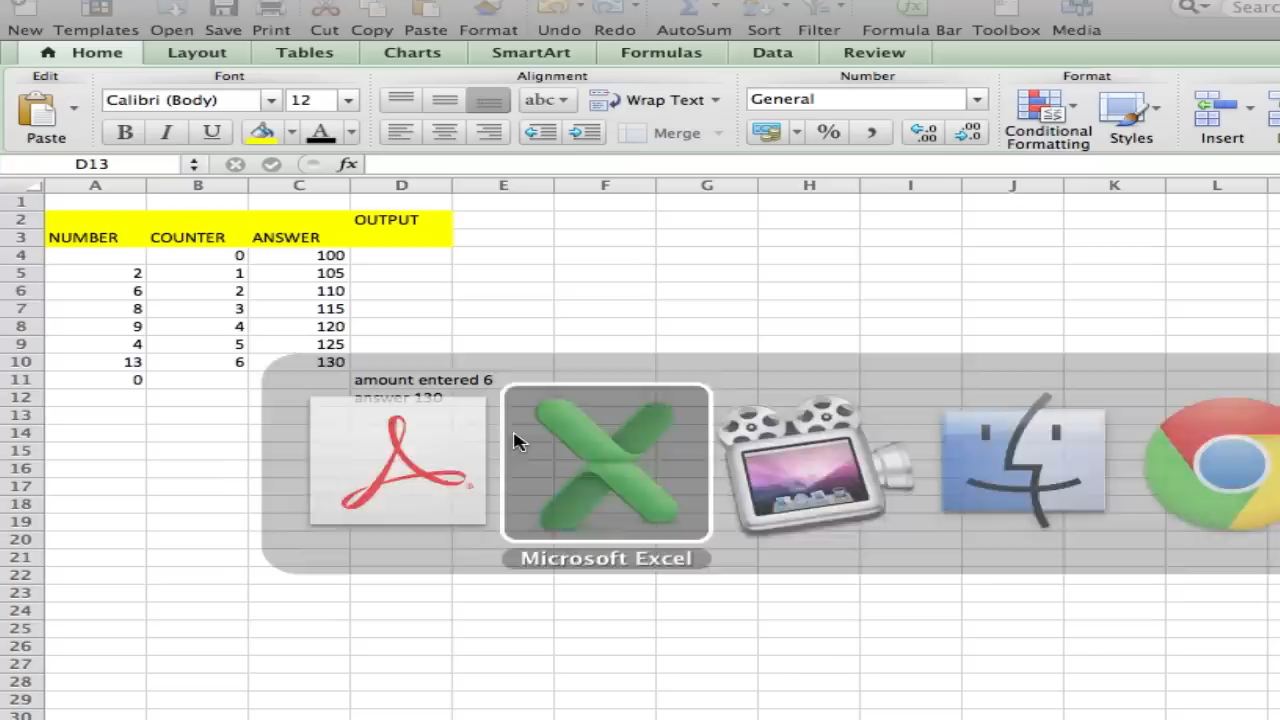 New Templates Open Save Print Cut Copy Paste Format Undo Redo AutoSum Sort Filter Formula Bar Toolbox Media Searc
Home Layout Tables Charts SmartArt Formulas Data Review
Edit Font Alignment Number Format
Calibri (Body) 12 abc Wrap Text General
Paste B I U A Merge % Conditional Formatting Styles Insert
D13 fx
A B C D E F G H I J K L
1
2 OUTPUT
3 NUMBER COUNTER ANSWER
4 0 100
5 2 1 105
6 6 2 110
7 8 3 115
8 9 4 120
9 4 5 125
10 13 6 130
11 0 amount entered 6
12 answer 130
13
14
15
16
17
18
19
20
21 Microsoft Excel
22
23
24
25
26
27
28
29
30